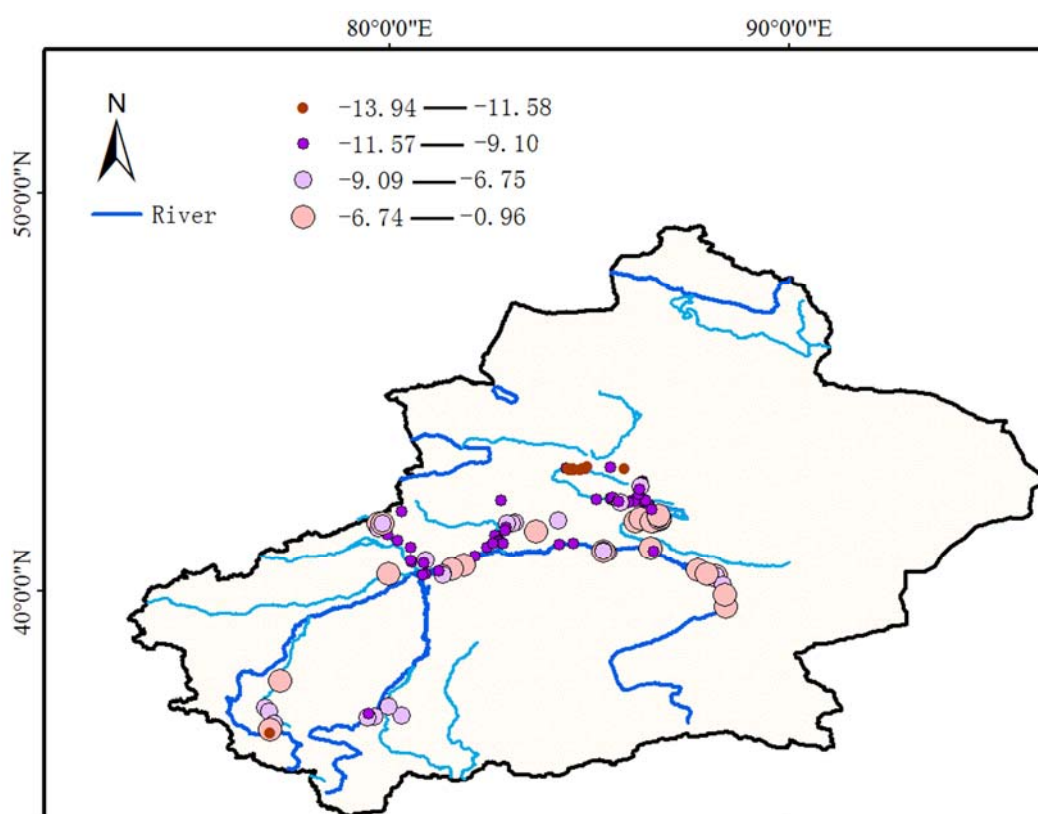 80°0'0"E 90°0'0"E
N
-13.94 — -11.58
-11.57 — -9.10
-9.09 — -6.75
River -6.74 — -0.96
50°0'0"N
40°0'0"N